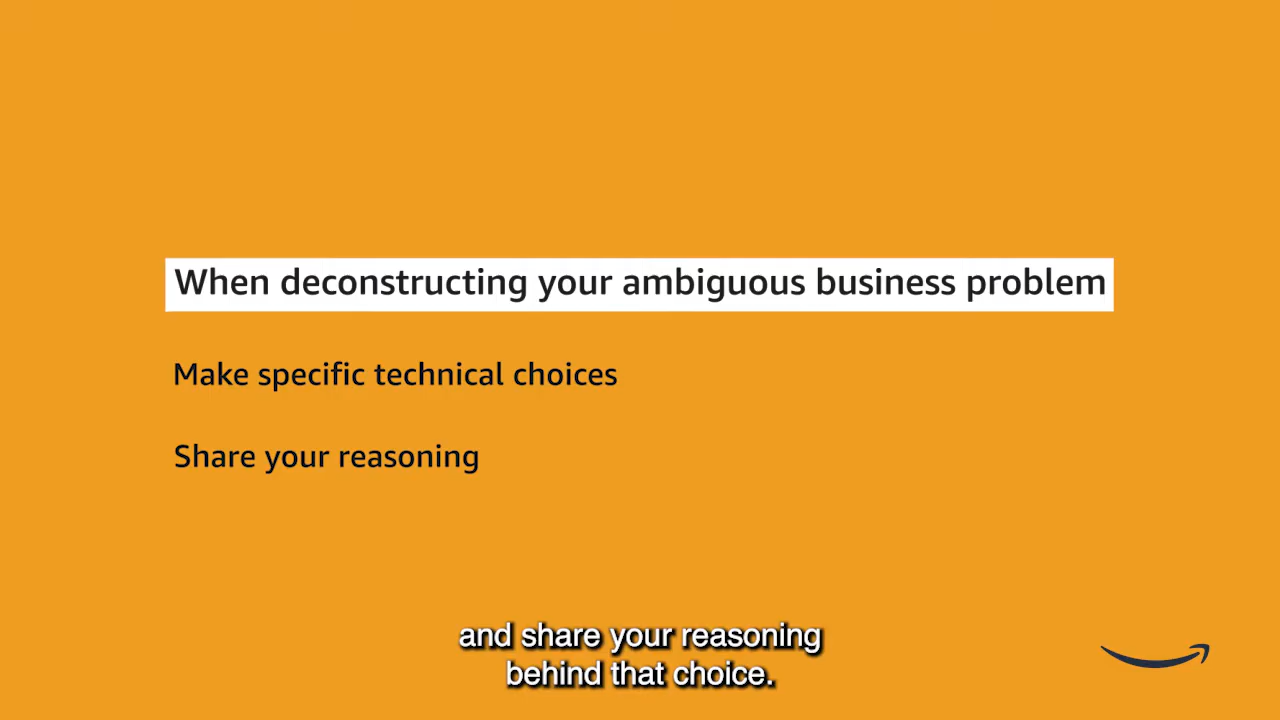 When deconstructing your ambiguous business problem
Make specific technical choices
Share your reasoning
and share your reasoning
behind that choice.